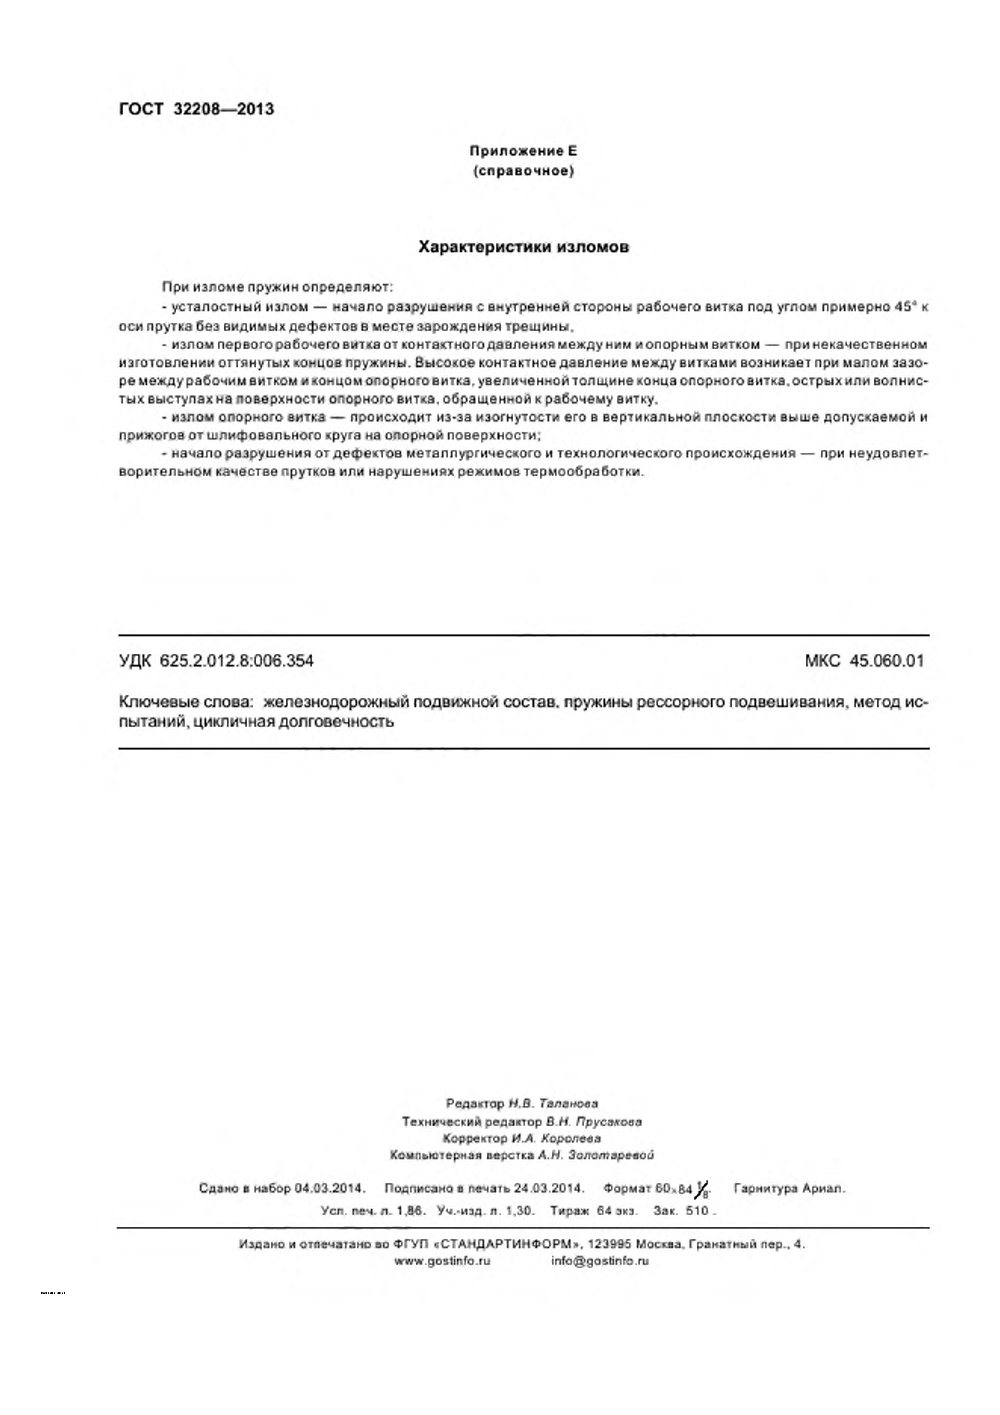 ГОСТ 32208—2013
Приложение Е
(справочное)
Характеристики изломов
При изломе пружин определяют:
- усталостный излом — начало разрушения с внутренней стороны рабочего витка под углом примерно 45° к
оси прутка без видимых дефектов в месте зарождения трещины,
- излом первого рабочего витка от контактного давления между ним и опорным витком — при некачественном
изготовлении оттянутых концов пружины. Высокое контактное давление между витками возникает при малом зазо-
ре между рабочим витком и концом опорного витка, увеличенной толщине конца опорного витка, острых или волнис-
тых выступах на поверхности опорного витка, обращенной к рабочему витку,
- излом опорного витка — происходит из-за изогнутости его в вертикальной плоскости выше допускаемой и
прижогов от шлифовального круга на опорной поверхности;
- начало разрушения от дефектов металлургического и технологического происхождения — при неудовлет-
ворительном качестве прутков или нарушениях режимов термообработки.
УДК 625.2.012.8:006.354 МКС 45.060.01
Ключевые слова: железнодорожный подвижной состав, пружины рессорного подвешивания, метод ис-
пытаний, цикличная долговечность
Редактор Н.В. Таланова
Технический редактор В.Н. Прусакова
Корректор И.А. Королева
Компьютерная верстка А.Н. Золотаревой
Сдано в набор 04.03.2014. Подписано в печать 24.03.2014. Формат 60×84 1/8. Гарнитура Ариал.
Усл. печ. л. 1,86. Уч.-изд. л. 1,30. Тираж 64 экз. Зак. 510 .
Издано и отпечатано во ФГУП «СТАНДАРТИНФОРМ», 123995 Москва, Гранатный пер., 4.
www.gostinfo.ru info@gostinfo.ru